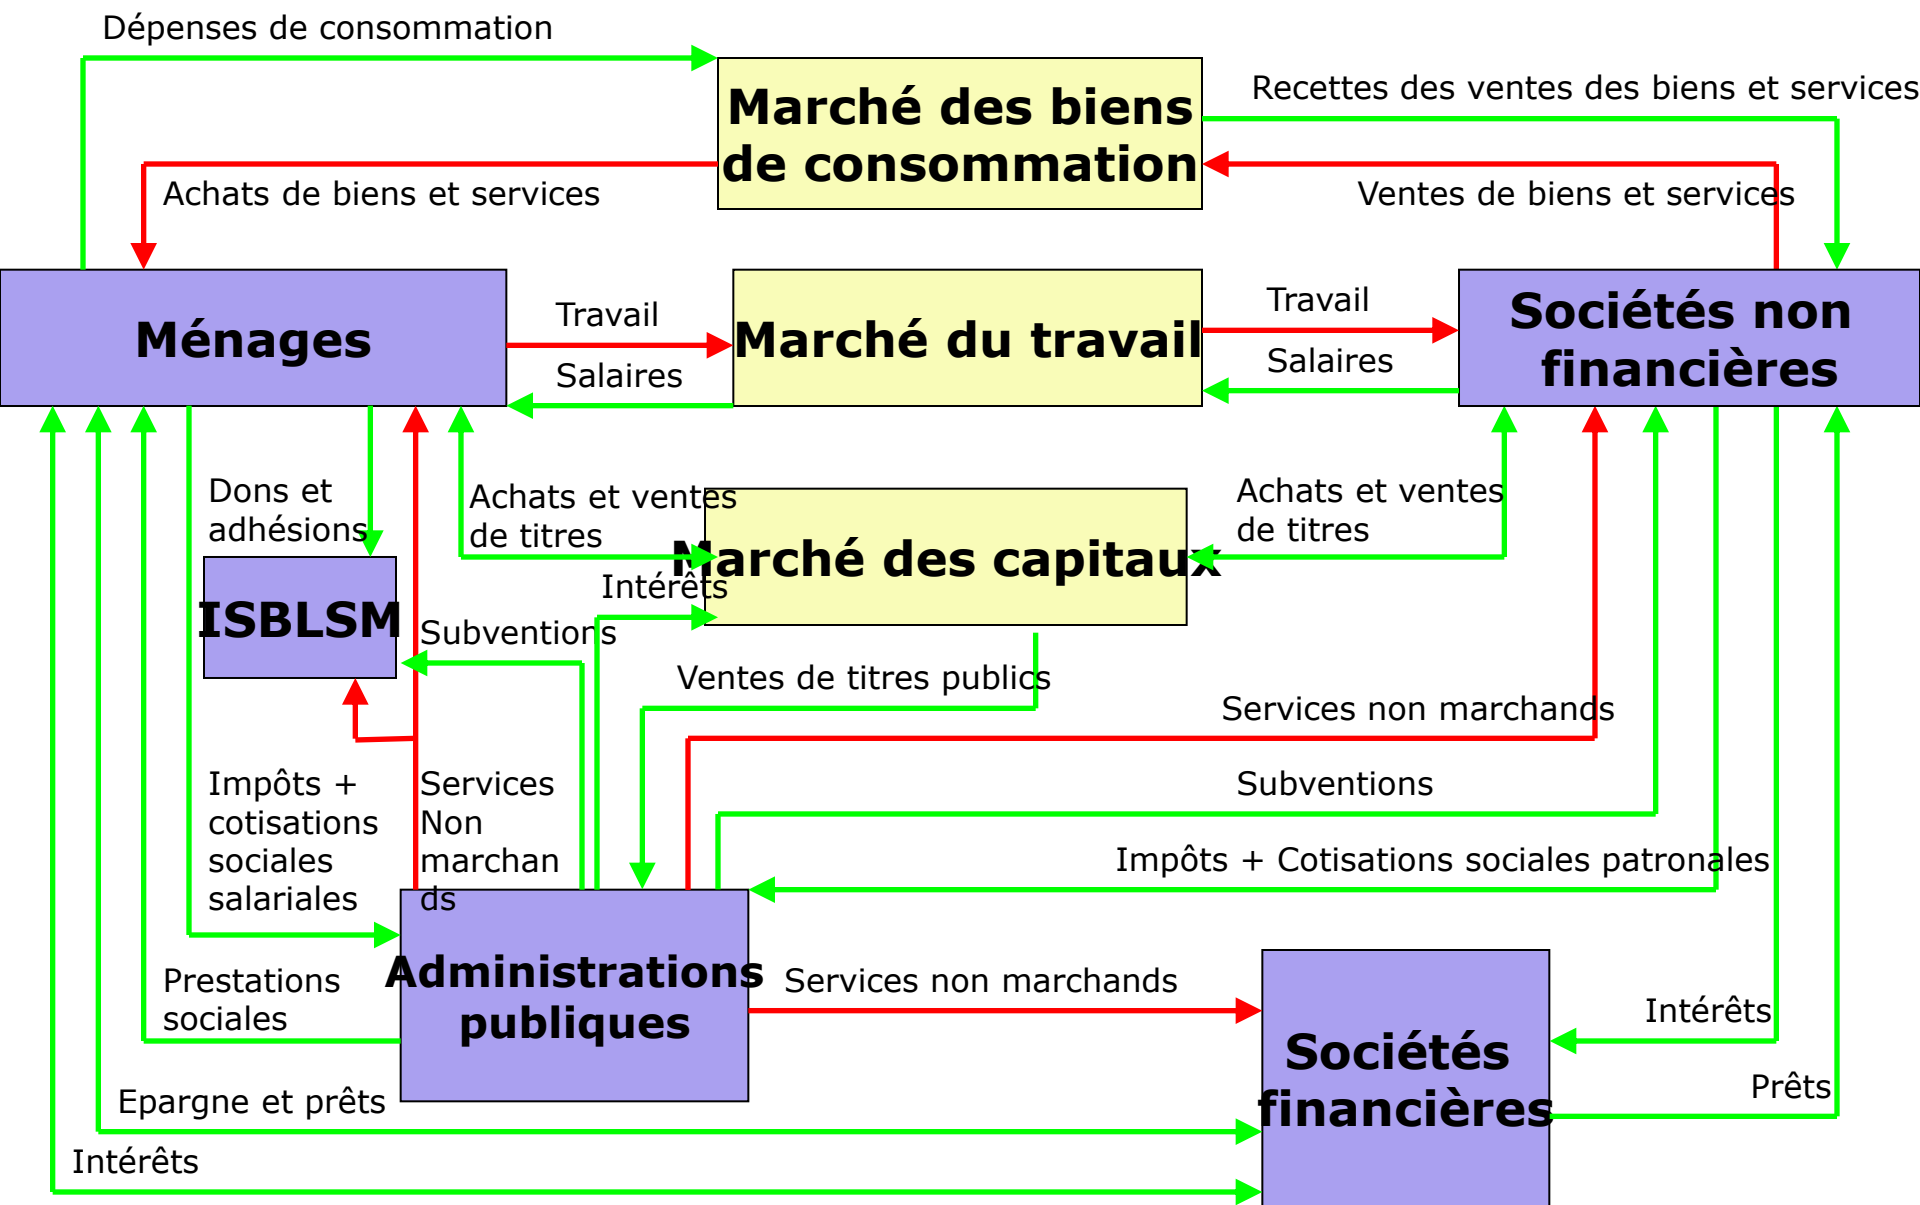 Dépenses de consommation
Marché des biens
de consommation
Recettes des ventes des biens et services
Achats de biens et services
Ventes de biens et services
Ménages
Travail
Salaires
Marché du travail
Travail
Salaires
Sociétés non
financières
Dons et
adhésions
Achats et ventes
de titres
Marché des capitaux
Achats et ventes
de titres
Intérêts
ISBLSM
Subventions
Ventes de titres publics
Services non marchands
Impôts +
cotisations
sociales
salariales
Services
Non
marchan
ds
Subventions
Impôts + Cotisations sociales patronales
Administrations
publiques
Services non marchands
Prestations
sociales
Sociétés
financières
Intérêts
Prêts
Epargne et prêts
Intérêts